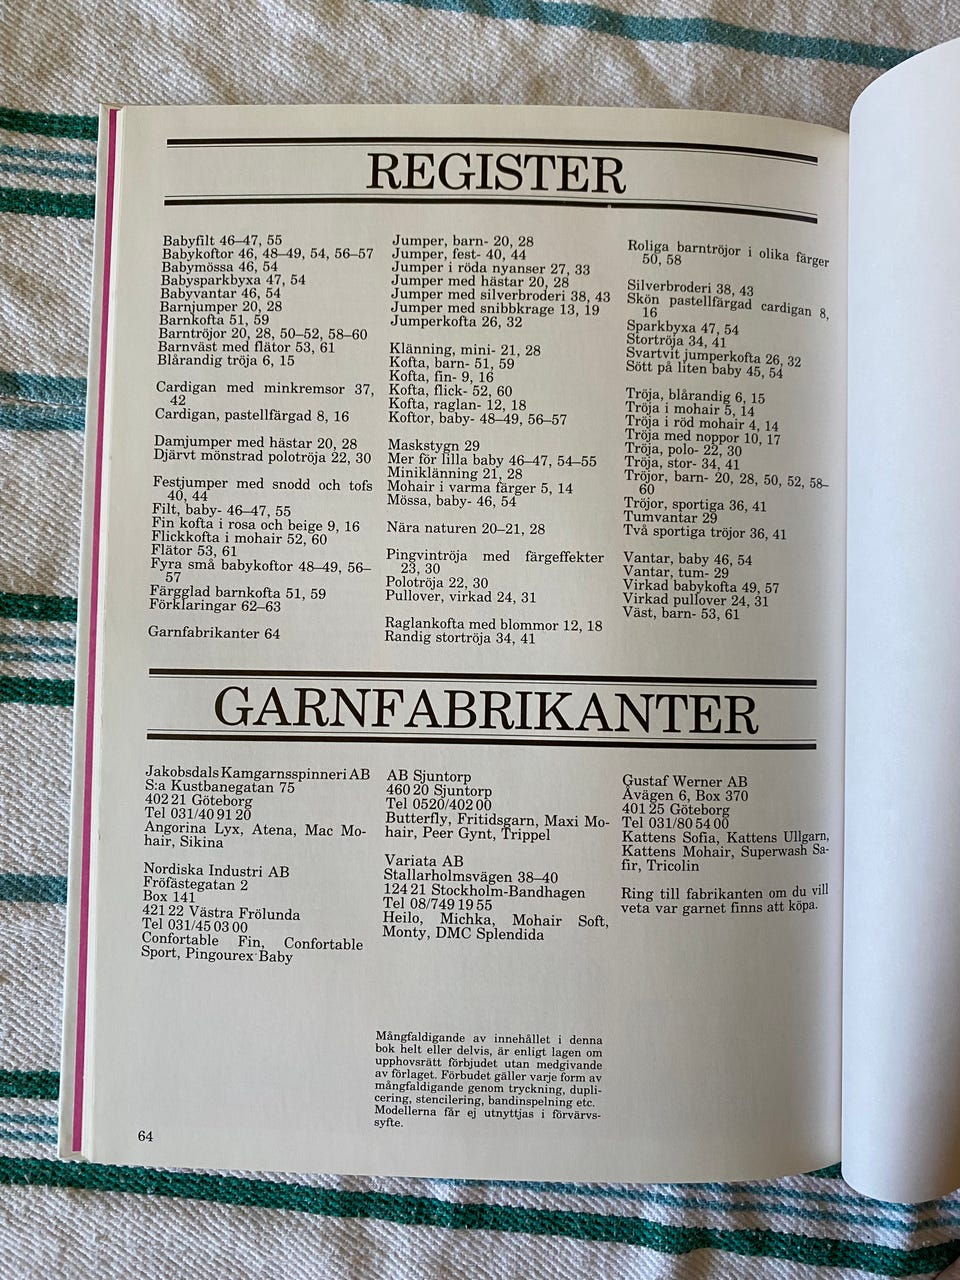 REGISTER
Babyfilt 46–47, 55
Babykoftor 46, 48–49, 54, 56–57
Babymössa 46, 54
Babysparkbyxa 47, 54
Babyvantar 46, 54
Barnjumper 20, 28
Barnkofta 51, 59
Barntröjor 20, 28, 50–52, 58–60
Barnväst med flätor 53, 61
Blårandig tröja 6, 15
Cardigan med minkremsor 37,
42
Cardigan, pastellfärgad 8, 16
Damjumper med hästar 20, 28
Djärvt mönstrad polotröja 22, 30
Festjumper med snodd och tofs
40, 44
Filt, baby- 46–47, 55
Fin kofta i rosa och beige 9, 16
Flickkofta i mohair 52, 60
Flätor 53, 61
Fyra små babykoftor 48–49, 56–
57
Färgglad barnkofta 51, 59
Förklaringar 62–63
Garnfabrikanter 64
Jumper, barn- 20, 28
Jumper, fest- 40, 44
Jumper i röda nyanser 27, 33
Jumper med hästar 20, 28
Jumper med silverbroderi 38, 43
Jumper med snibbkrage 13, 19
Jumperkofta 26, 32
Klänning, mini- 21, 28
Kofta, barn- 51, 59
Kofta, fin- 9, 16
Kofta, flick- 52, 60
Kofta, raglan- 12, 18
Koftor, baby- 48–49, 56–57
Maskstygn 29
Mer för lilla baby 46–47, 54–55
Miniklänning 21, 28
Mohair i varma färger 5, 14
Mössa, baby- 46, 54
Nära naturen 20–21, 28
Pingvintröja med färgeffekter
23, 30
Polotröja 22, 30
Pullover, virkad 24, 31
Raglankofta med blommor 12, 18
Randig stortröja 34, 41
Roliga barntröjor i olika färger
50, 58
Silverbroderi 38, 43
Skön pastellfärgad cardigan 8,
16
Sparkbyxa 47, 54
Stortröja 34, 41
Svartvit jumperkofta 26, 32
Sött på liten baby 45, 54
Tröja, blårandig 6, 15
Tröja i mohair 5, 14
Tröja i röd mohair 4, 14
Tröja med noppor 10, 17
Tröja, polo- 22, 30
Tröja, stor- 34, 41
Tröjor, barn- 20, 28, 50, 52, 58–
60
Tröjor, sportiga 36, 41
Tumvantar 29
Två sportiga tröjor 36, 41
Vantar, baby 46, 54
Vantar, tum- 29
Virkad babykofta 49, 57
Virkad pullover 24, 31
Väst, barn- 53, 61
GARNFABRIKANTER
Jakobsdals Kamgarnsspinneri AB
S:a Kustbanegatan 75
402 21 Göteborg
Tel 031/40 91 20
Angorina Lyx, Atena, Mac Mo-
hair, Sikina
Nordiska Industri AB
Fröfästegatan 2
Box 141
421 22 Västra Frölunda
Tel 031/45 03 00
Confortable Fin, Confortable
Sport, Pingourex Baby
AB Sjuntorp
460 20 Sjuntorp
Tel 0520/402 00
Butterfly, Fritidsgarn, Maxi Mo-
hair, Peer Gynt, Trippel
Variata AB
Stallarholmsvägen 38–40
124 21 Stockholm-Bandhagen
Tel 08/749 19 55
Heilo, Michka, Mohair Soft,
Monty, DMC Splendida
Gustaf Werner AB
Åvägen 6, Box 370
401 25 Göteborg
Tel 031/80 54 00
Kattens Sofia, Kattens Ullgarn,
Kattens Mohair, Superwash Sa-
fir, Tricolin
Ring till fabrikanten om du vill
veta var garnet finns att köpa.
Mångfaldigande av innehållet i denna
bok helt eller delvis, är enligt lagen om
upphovsrätt förbjudet utan medgivande
av förlaget. Förbudet gäller varje form av
mångfaldigande genom tryckning, dupli-
cering, stencilering, bandinspelning etc.
Modellerna får ej utnyttjas i förvärvs-
syfte.
64